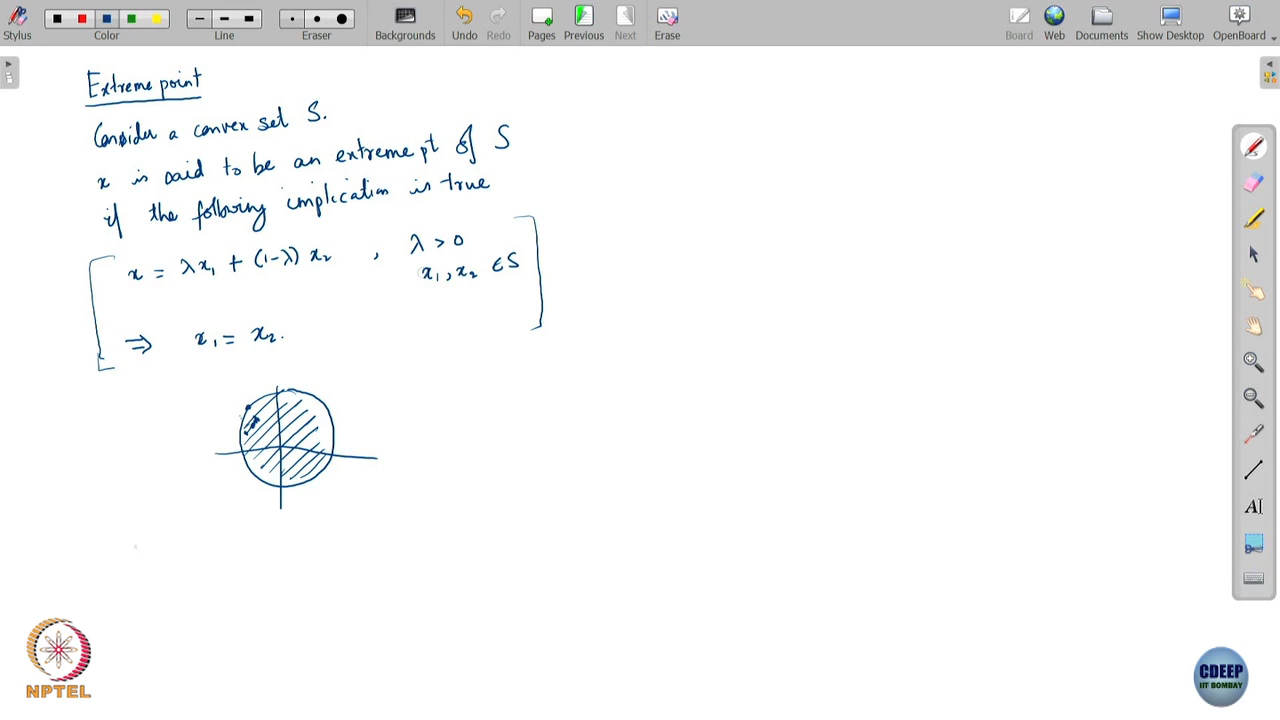 Stylus
Color
Line
Eraser
Backgrounds
Undo
Redo
Pages
Previous
Next
Erase
Board
Web
Documents
Show Desktop
OpenBoard
Extreme point
Consider a convex set S.
x is said to be an extreme pt of S
if the following implication is true
x = λx₁ + (1-λ) x₂ , λ > 0
x₁, x₂ ∈ S
⇒ x₁ = x₂.
AI
NPTEL
CDEEP
IIT BOMBAY